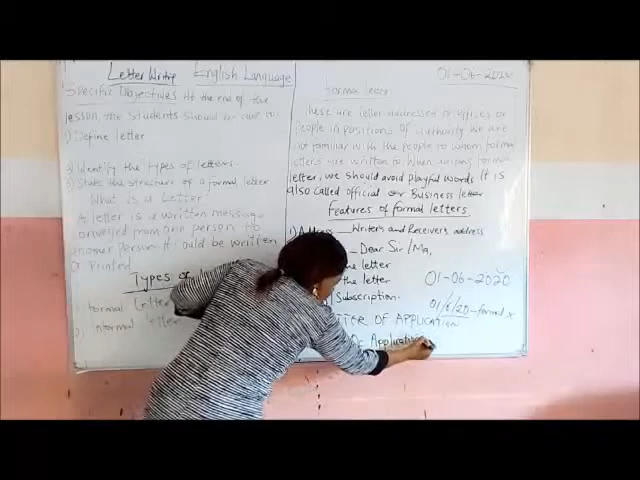 Letter Writing English Language
Specific Objectives At the end of the
lesson, the students should be able to:
1) Define letter
2) Identify the types of letters.
3) State the structure of a formal letter
What is a Letter
A letter is a written message
conveyed from one person to
another person. It could be written
or Printed
Types of
1) Formal Letter
2) Informal Letter
01-06-2020
Formal letter
These are letter addressed to offices or
People in positions of authority we are
not familiar with the people to whom formal
letters are written to when writing formal
letter, we should avoid playful words It is
also called official or Business letter
Features of formal letters
1) Address Writers and Receivers address
Dear Sir/Ma,
the letter
the letter
Subscription.
01-06-2020
01/6/20 - formal x
TTER OF APPLICATION
Of Application